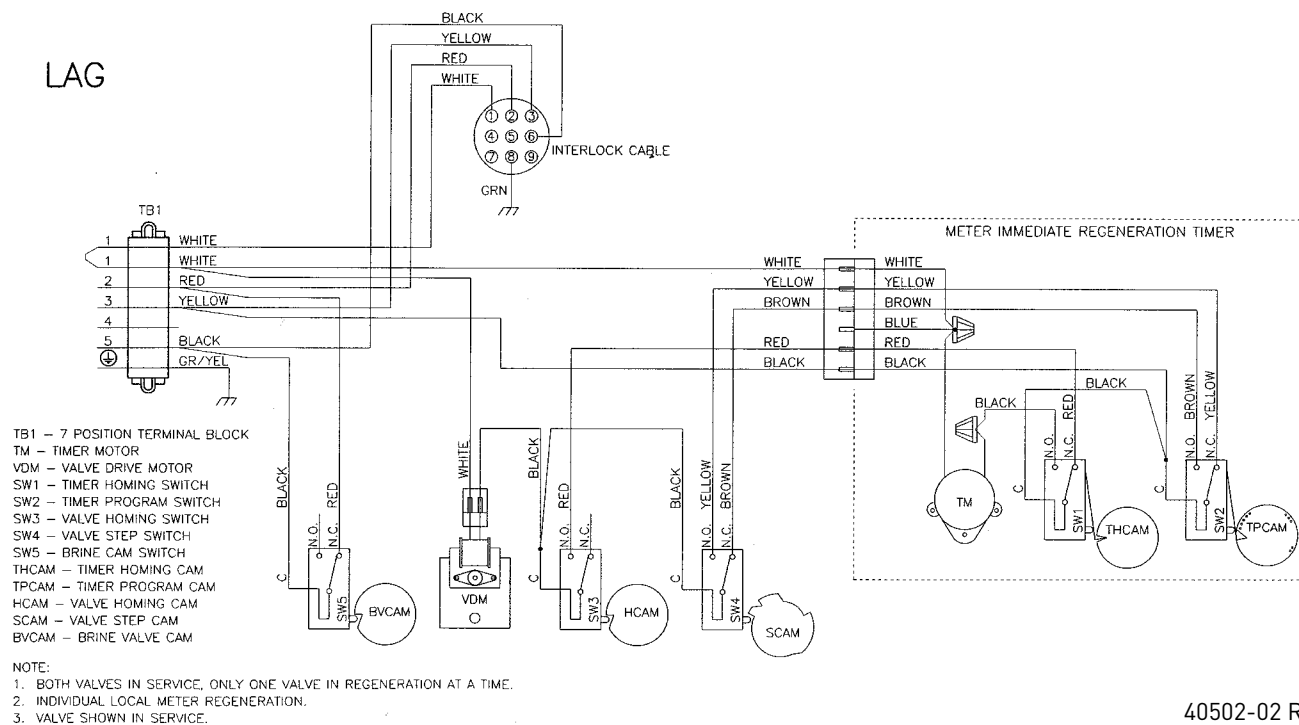 LAG
BLACK
YELLOW
RED
WHITE
1 2 3
4 5 6
7 8 9
INTERLOCK CABLE
GRN
TB1
1 WHITE
1 WHITE
2 RED
3 YELLOW
4
5 BLACK
GR/YEL
METER IMMEDIATE REGENERATION TIMER
WHITE WHITE
YELLOW YELLOW
BROWN BROWN
BLUE
RED RED
BLACK BLACK
BLACK
BLACK
RED
BROWN
YELLOW
N.O.
N.C.
N.O.
N.C.
C
C
TM
SW1
THCAM
SW2
TPCAM
BLACK
RED
WHITE
BLACK
RED
BLACK
YELLOW
BROWN
N.O.
N.C.
N.O.
N.C.
N.O.
N.C.
C
C
C
SW5
BVCAM
VDM
SW3
HCAM
SW4
SCAM
TB1 – 7 POSITION TERMINAL BLOCK
TM – TIMER MOTOR
VDM – VALVE DRIVE MOTOR
SW1 – TIMER HOMING SWITCH
SW2 – TIMER PROGRAM SWITCH
SW3 – VALVE HOMING SWITCH
SW4 – VALVE STEP SWITCH
SW5 – BRINE CAM SWITCH
THCAM – TIMER HOMING CAM
TPCAM – TIMER PROGRAM CAM
HCAM – VALVE HOMING CAM
SCAM – VALVE STEP CAM
BVCAM – BRINE VALVE CAM
NOTE:
1. BOTH VALVES IN SERVICE, ONLY ONE VALVE IN REGENERATION AT A TIME.
2. INDIVIDUAL LOCAL METER REGENERATION.
3. VALVE SHOWN IN SERVICE.
40502-02 R